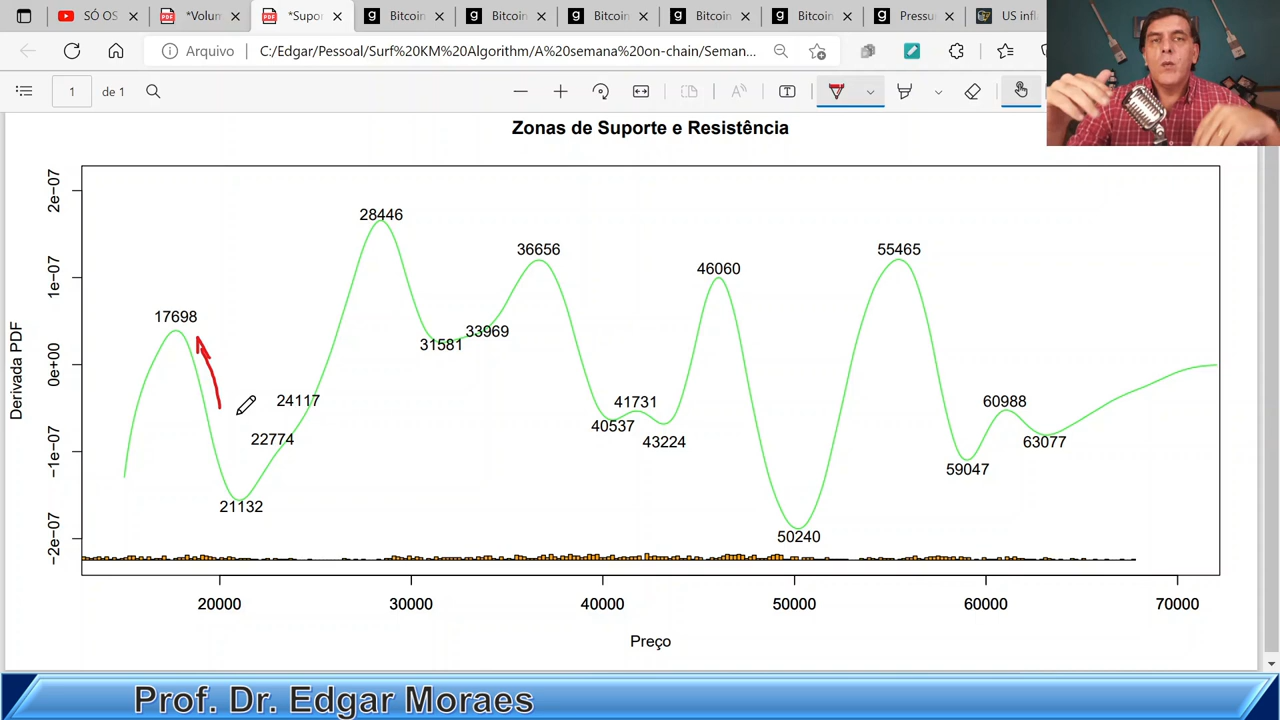 SÓ OS
*Volun
*Supor
Bitcoin
Bitcoin
Bitcoin
Bitcoin
Bitcoin
Pressur
US infl
Arquivo
C:/Edgar/Pessoal/Surf%20KM%20Algorithm/A%20semana%20on-chain/Seman...
1
de 1
Zonas de Suporte e Resistência
Derivada PDF
2e−07
1e−07
0e+00
−1e−07
−2e−07
28446
36656
55465
46060
17698
33969
31581
24117
41731
60988
40537
22774
43224
63077
59047
21132
50240
20000
30000
40000
50000
60000
70000
Preço
Prof. Dr. Edgar Moraes